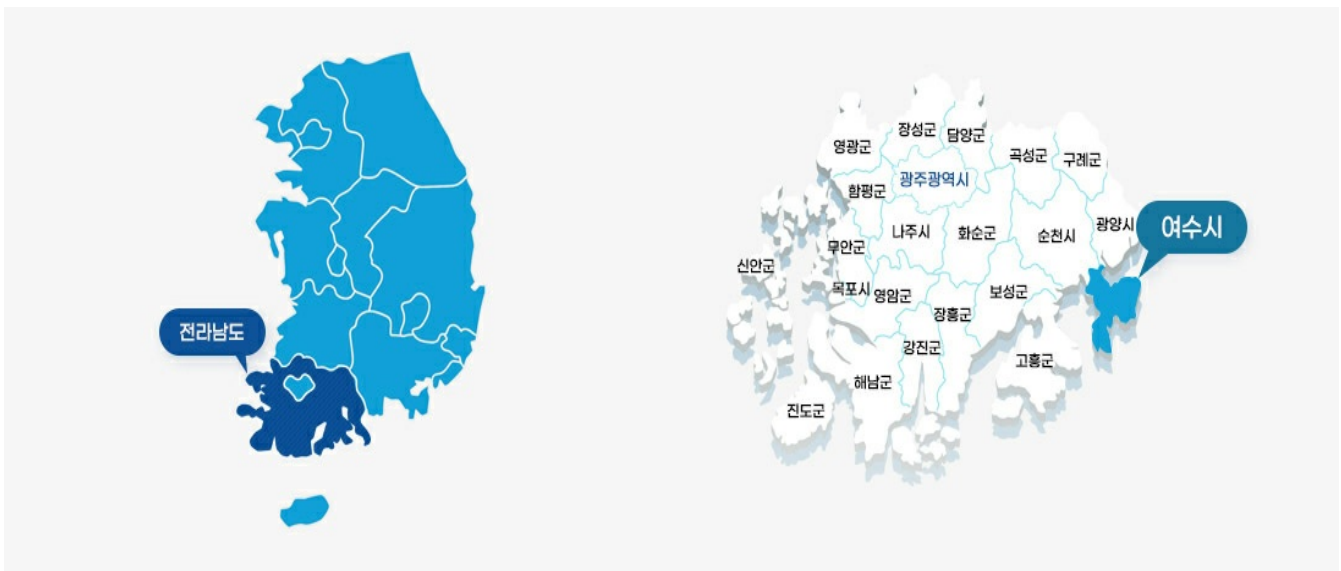 전라남도
영광군
장성군
담양군
곡성군
구례군
함평군
광주광역시
무안군
나주시
화순군
순천시
광양시
여수시
신안군
목포시
영암군
장흥군
보성군
강진군
고흥군
해남군
진도군